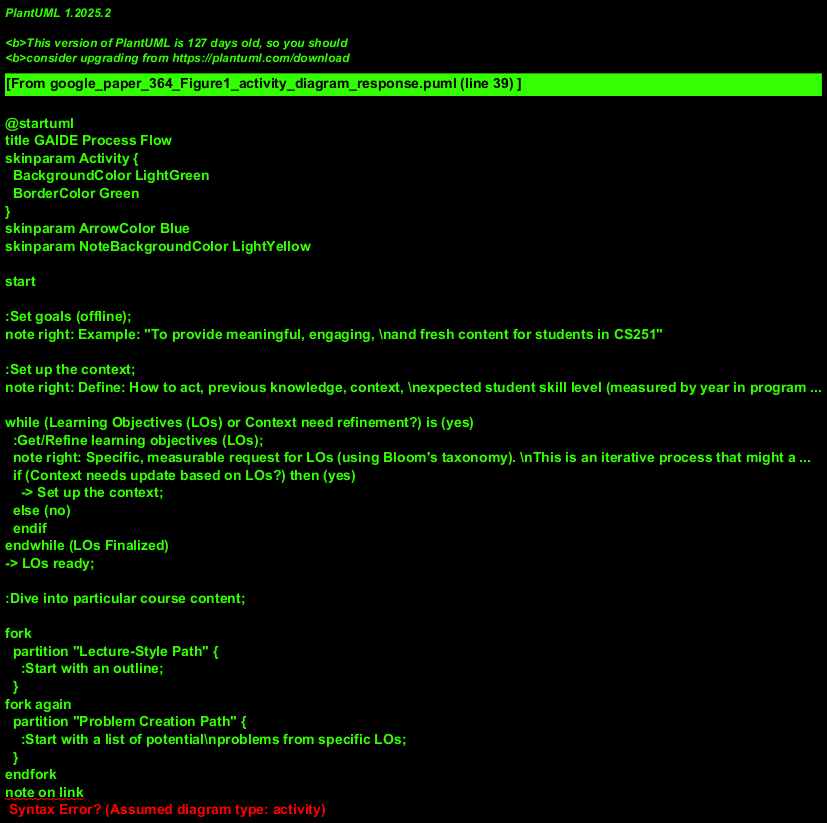 PlantUML 1.2025.2
<b>This version of PlantUML is 127 days old, so you should
<b>consider upgrading from https://plantuml.com/download
[From google_paper_364_Figure1_activity_diagram_response.puml (line 39) ]
@startuml
title GAIDE Process Flow
skinparam Activity {
  BackgroundColor LightGreen
  BorderColor Green
}
skinparam ArrowColor Blue
skinparam NoteBackgroundColor LightYellow
start
:Set goals (offline);
note right: Example: "To provide meaningful, engaging, \nand fresh content for students in CS251"
:Set up the context;
note right: Define: How to act, previous knowledge, context, \nexpected student skill level (measured by year in program ...
while (Learning Objectives (LOs) or Context need refinement?) is (yes)
  :Get/Refine learning objectives (LOs);
  note right: Specific, measurable request for LOs (using Bloom's taxonomy). \nThis is an iterative process that might a ...
  if (Context needs update based on LOs?) then (yes)
    -> Set up the context;
  else (no)
  endif
endwhile (LOs Finalized)
-> LOs ready;
:Dive into particular course content;
fork
  partition "Lecture-Style Path" {
    :Start with an outline;
  }
fork again
  partition "Problem Creation Path" {
    :Start with a list of potential\nproblems from specific LOs;
  }
endfork
note on link
 Syntax Error? (Assumed diagram type: activity)